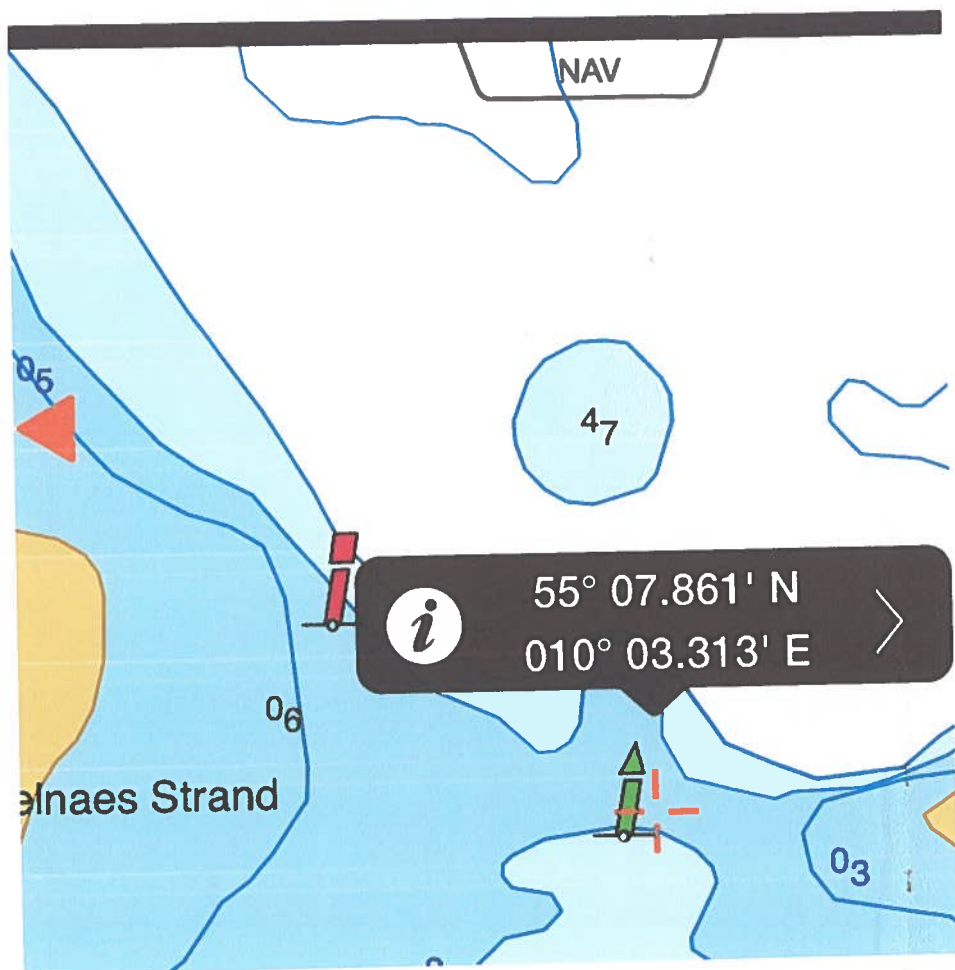 NAV
0₅
4₇
i
55° 07.861' N
010° 03.313' E
0₆
elnaes Strand
0₃